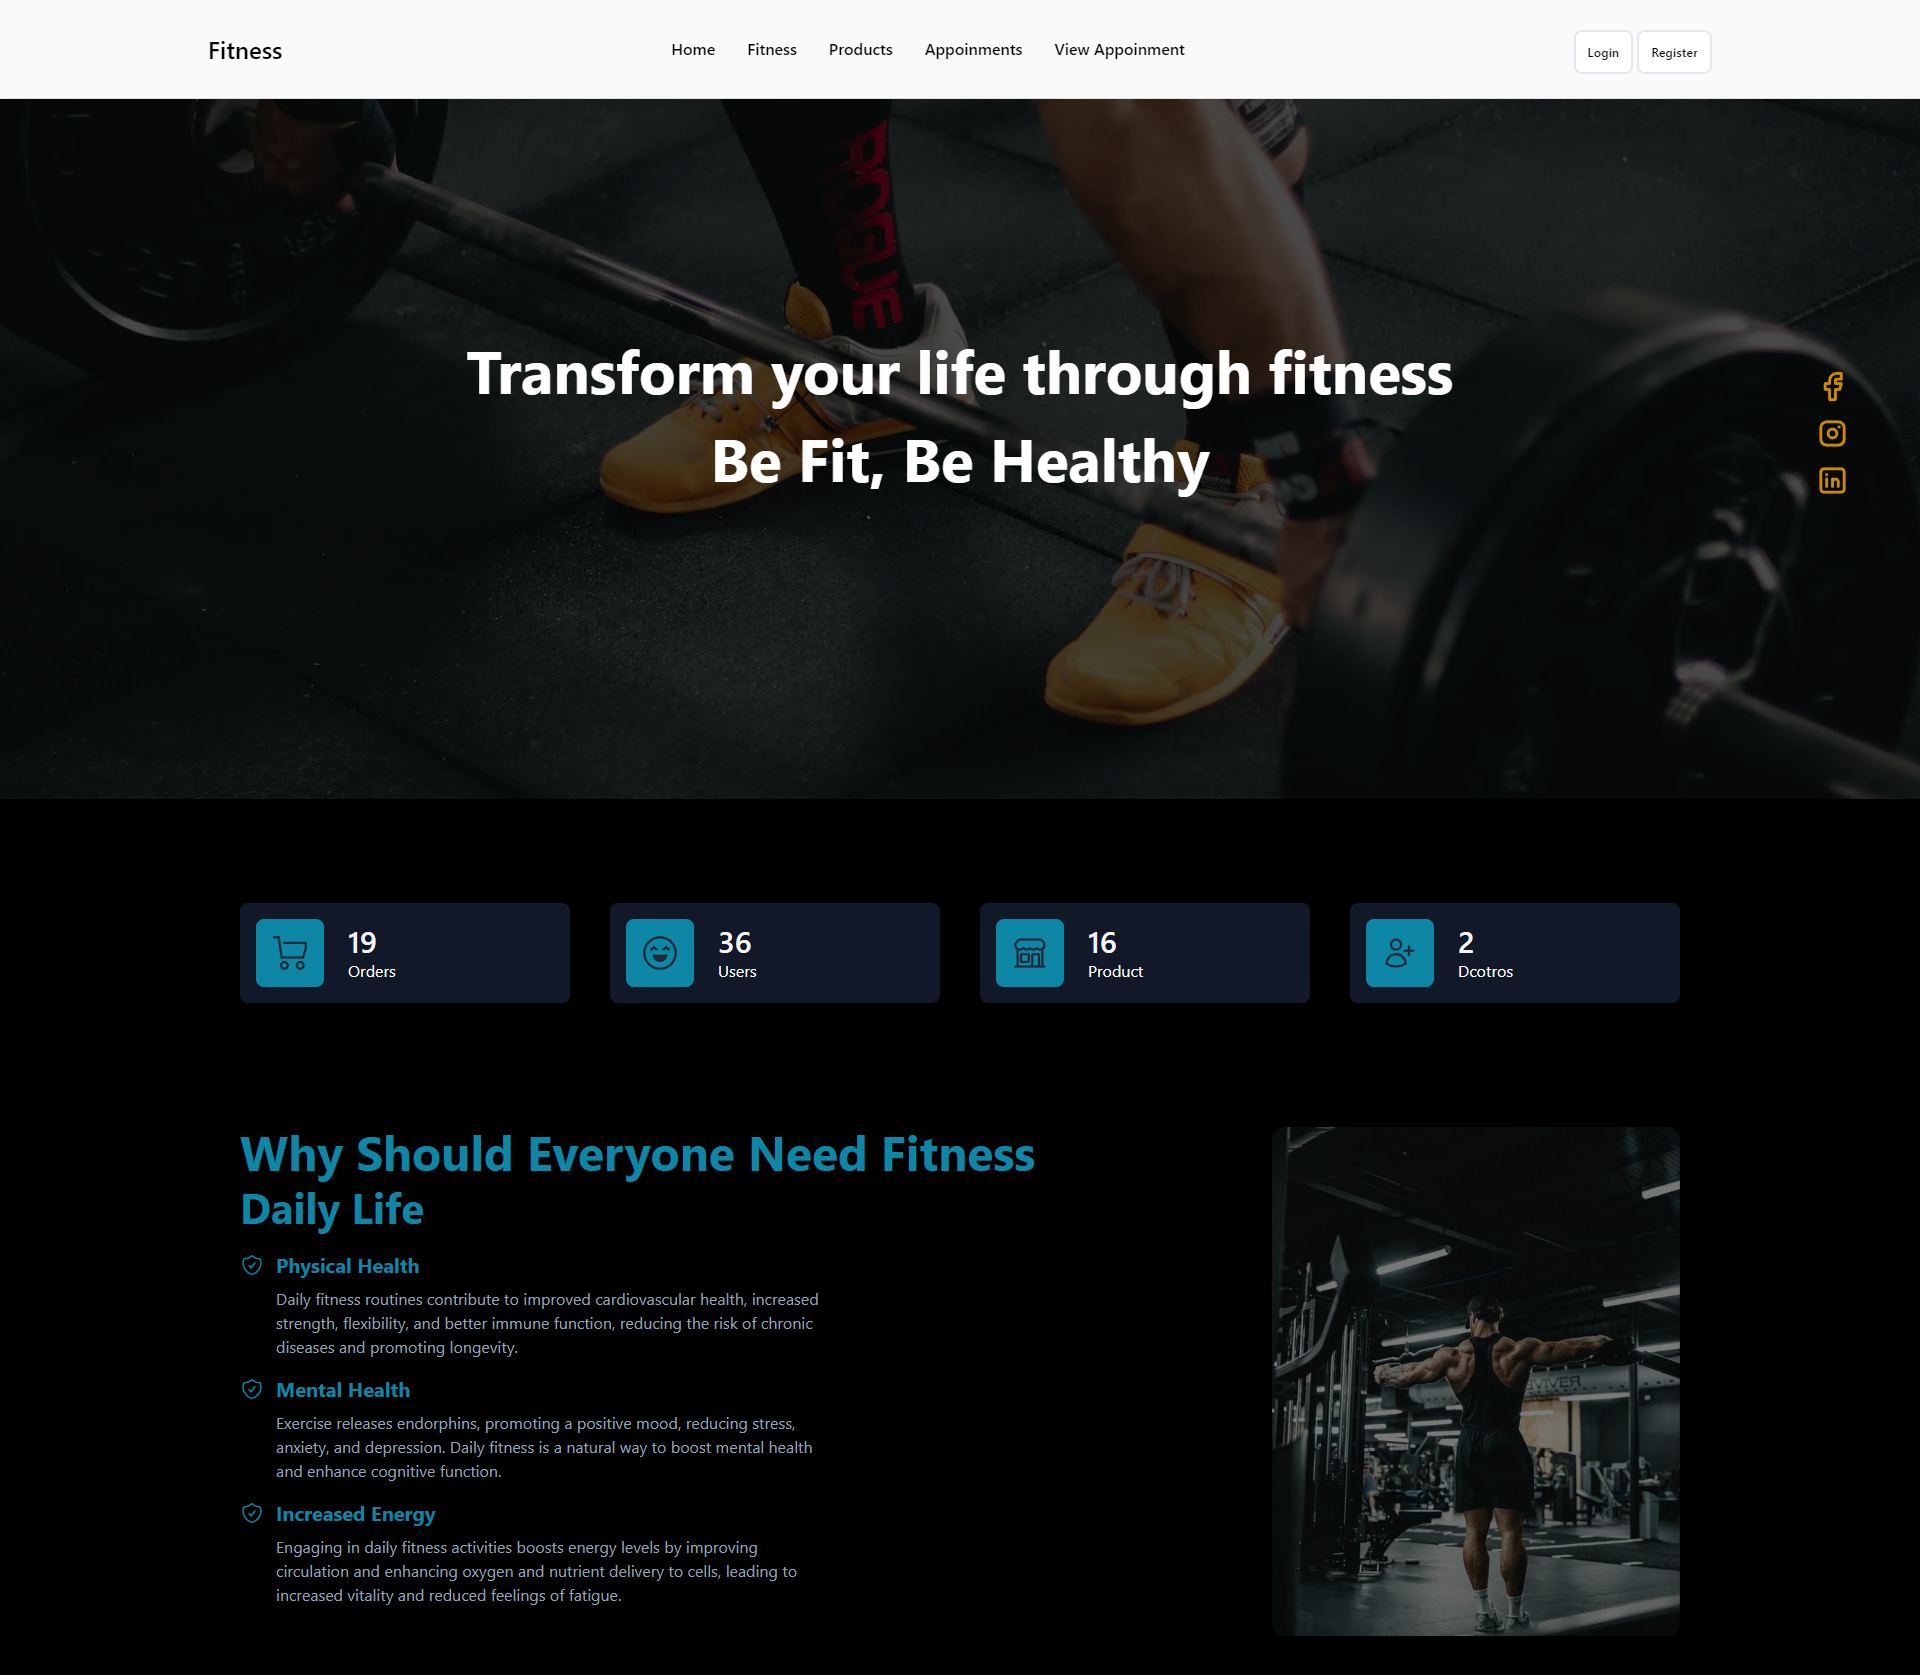 Fitness
Home Fitness Products Appoinments View Appoinment
Login Register
ROGUE
Transform your life through fitness
Be Fit, Be Healthy
Reebok
19
Orders
36
Users
16
Product
2
Dcotros
Why Should Everyone Need Fitness
Daily Life
Physical Health
Daily fitness routines contribute to improved cardiovascular health, increased
strength, flexibility, and better immune function, reducing the risk of chronic
diseases and promoting longevity.
Mental Health
Exercise releases endorphins, promoting a positive mood, reducing stress,
anxiety, and depression. Daily fitness is a natural way to boost mental health
and enhance cognitive function.
Increased Energy
Engaging in daily fitness activities boosts energy levels by improving
circulation and enhancing oxygen and nutrient delivery to cells, leading to
increased vitality and reduced feelings of fatigue.